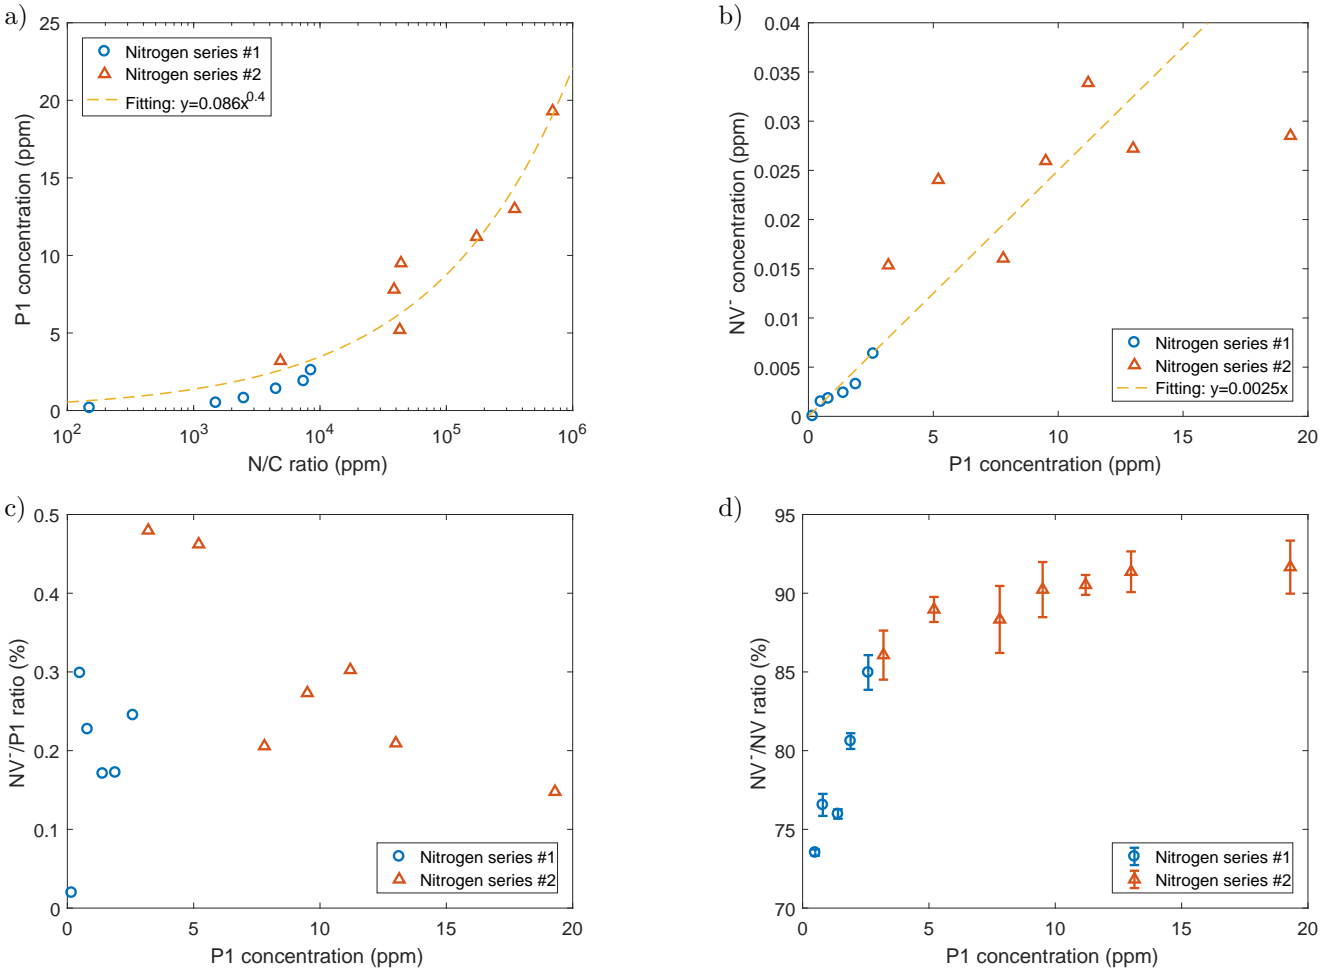 a)
25
20
15
10
5
0
P1 concentration (ppm)
Nitrogen series #1
Nitrogen series #2
Fitting: y=0.086x^0.4
10^2
10^3
10^4
10^5
10^6
N/C ratio (ppm)
b)
0.04
0.035
0.03
0.025
0.02
0.015
0.01
0.005
0
NV^- concentration (ppm)
Nitrogen series #1
Nitrogen series #2
Fitting: y=0.0025x
0
5
10
15
20
P1 concentration (ppm)
c)
0.5
0.4
0.3
0.2
0.1
0
NV^-/P1 ratio (%)
Nitrogen series #1
Nitrogen series #2
0
5
10
15
20
P1 concentration (ppm)
d)
95
90
85
80
75
70
NV^-/NV ratio (%)
Nitrogen series #1
Nitrogen series #2
0
5
10
15
20
P1 concentration (ppm)